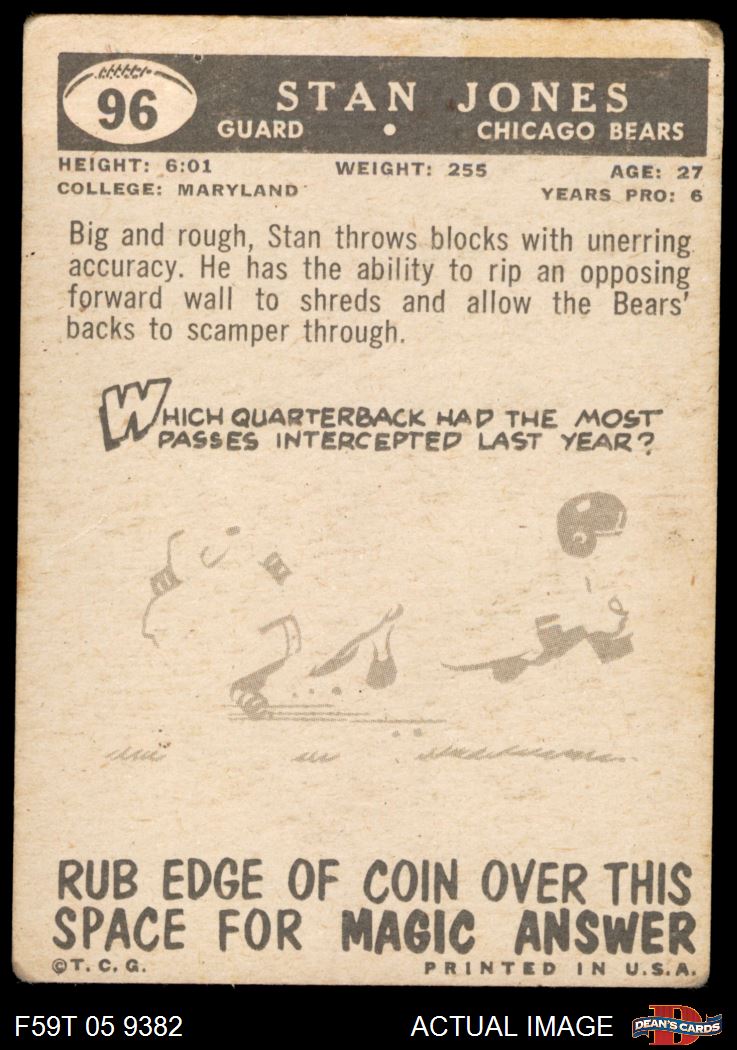 96
STAN JONES
GUARD • CHICAGO BEARS
HEIGHT: 6:01 WEIGHT: 255 AGE: 27
COLLEGE: MARYLAND YEARS PRO: 6
Big and rough, Stan throws blocks with unerring
accuracy. He has the ability to rip an opposing
forward wall to shreds and allow the Bears'
backs to scamper through.
WHICH QUARTERBACK HAD THE MOST
PASSES INTERCEPTED LAST YEAR?
RUB EDGE OF COIN OVER THIS
SPACE FOR MAGIC ANSWER
©T.C.G. PRINTED IN U.S.A.
F59T 05 9382 ACTUAL IMAGE DEAN'S CARDS